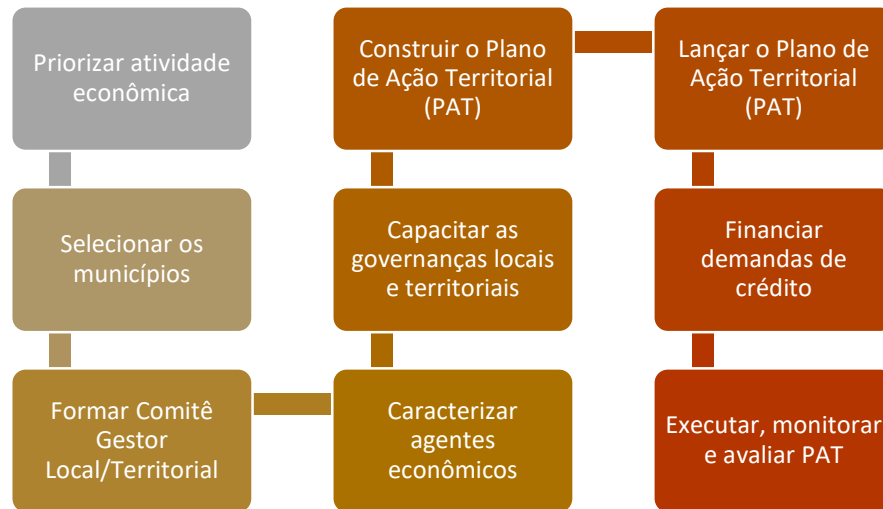 Priorizar atividade
econômica
Selecionar os
municípios
Formar Comitê
Gestor
Local/Territorial
Caracterizar
agentes
econômicos
Capacitar as
governanças locais
e territoriais
Construir o Plano
de Ação Territorial
(PAT)
Lançar o Plano de
Ação Territorial
(PAT)
Financiar
demandas de
crédito
Executar, monitorar
e avaliar PAT